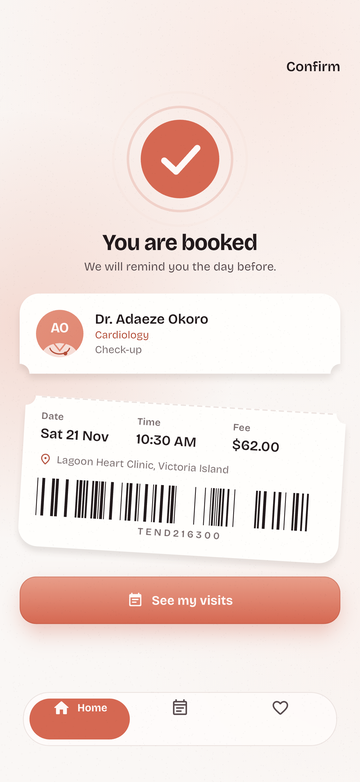 Confirm
You are booked
We will remind you the day before.
AO
Dr. Adaeze Okoro
Cardiology
Check-up
Date Time Fee
Sat 21 Nov 10:30 AM $62.00
Lagoon Heart Clinic, Victoria Island
TEND216300
See my visits
Home